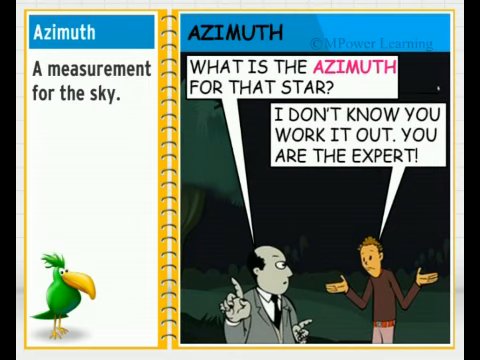 Azimuth
A measurement
for the sky.
AZIMUTH
©MPower Learning
WHAT IS THE AZIMUTH
FOR THAT STAR?
I DON'T KNOW YOU
WORK IT OUT. YOU
ARE THE EXPERT!